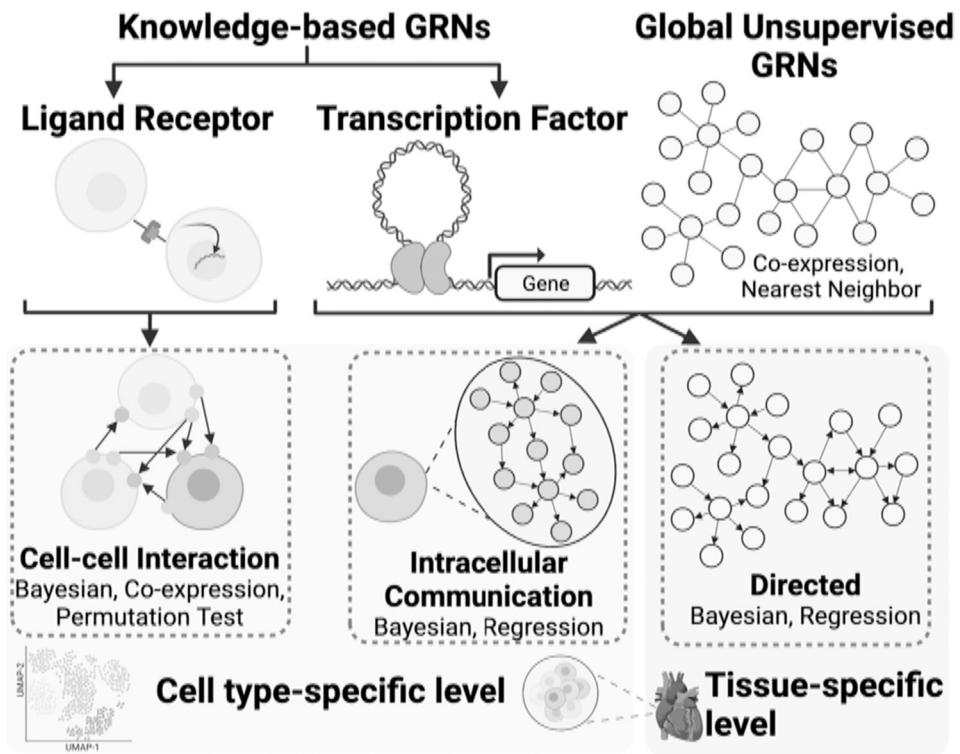 Knowledge-based GRNs
Global Unsupervised
GRNs
Ligand Receptor
Transcription Factor
Gene
Co-expression,
Nearest Neighbor
Cell-cell Interaction
Bayesian, Co-expression,
Permutation Test
Intracellular
Communication
Bayesian, Regression
Directed
Bayesian, Regression
UMAP-2
UMAP-1
Cell type-specific level
Tissue-specific
level